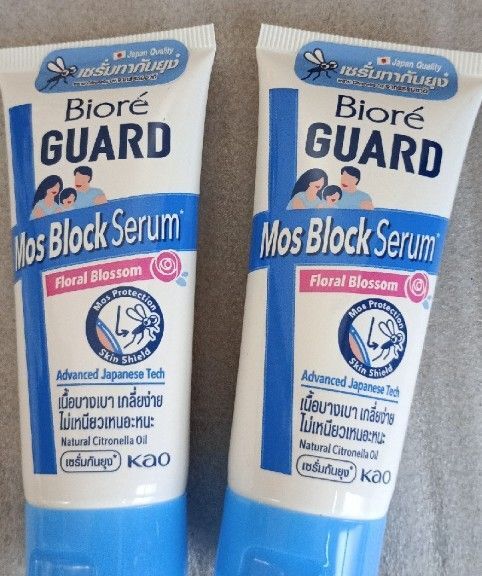 Japan Quality
เซรั่มทากันยุง*
Bioré
GUARD
Mos Block Serum*
Floral Blossom
Mos Protection
Skin Shield
Advanced Japanese Tech
เนื้อบางเบา เกลี่ยง่าย
ไม่เหนียวเหนอะหนะ
Natural Citronella Oil
เซรั่มกันยุง*
Kao
Japan Quality
เซรั่มทากันยุง*
Bioré
GUARD
Mos Block Serum*
Floral Blossom
Mos Protection
Skin Shield
Advanced Japanese Tech
เนื้อบางเบา เกลี่ยง่าย
ไม่เหนียวเหนอะหนะ
Natural Citronella Oil
เซรั่มกันยุง*
Kao